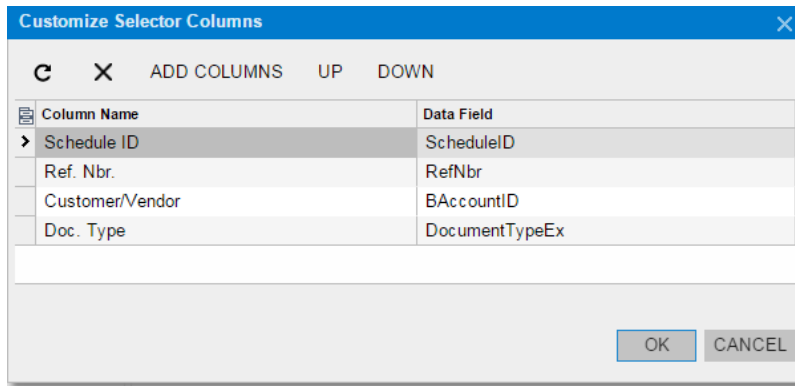 Customize Selector Columns
ADD COLUMNS UP DOWN
Column Name Data Field
Schedule ID ScheduleID
Ref. Nbr. RefNbr
Customer/Vendor BAccountID
Doc. Type DocumentTypeEx
OK CANCEL